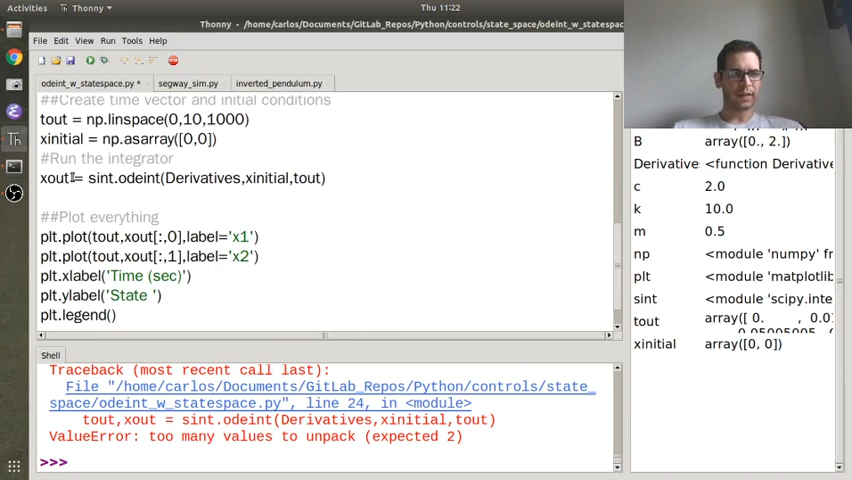 Activities
Thonny
Thu 11:22
Thonny - /home/carlos/Documents/GitLab_Repos/Python/controls/state_space/odeint_w_statespac
File Edit View Run Tools Help
odeint_w_statespace.py * segway_sim.py inverted_pendulum.py
##Create time vector and initial conditions
tout = np.linspace(0,10,1000)
xinitial = np.asarray([0,0])
#Run the integrator
xout = sint.odeint(Derivatives,xinitial,tout)
##Plot everything
plt.plot(tout,xout[:,0],label='x1')
plt.plot(tout,xout[:,1],label='x2')
plt.xlabel('Time (sec)')
plt.ylabel('State ')
plt.legend()
Shell
Traceback (most recent call last):
File "/home/carlos/Documents/GitLab_Repos/Python/controls/state_
space/odeint_w_statespace.py", line 24, in <module>
tout,xout = sint.odeint(Derivatives,xinitial,tout)
ValueError: too many values to unpack (expected 2)
>>>
B array([0., 2.])
Derivatives <function Derivative
c 2.0
k 10.0
m 0.5
np <module 'numpy' fr
plt <module 'matplotlib
sint <module 'scipy.inte
tout array([ 0. , 0.01
xinitial array([0, 0])